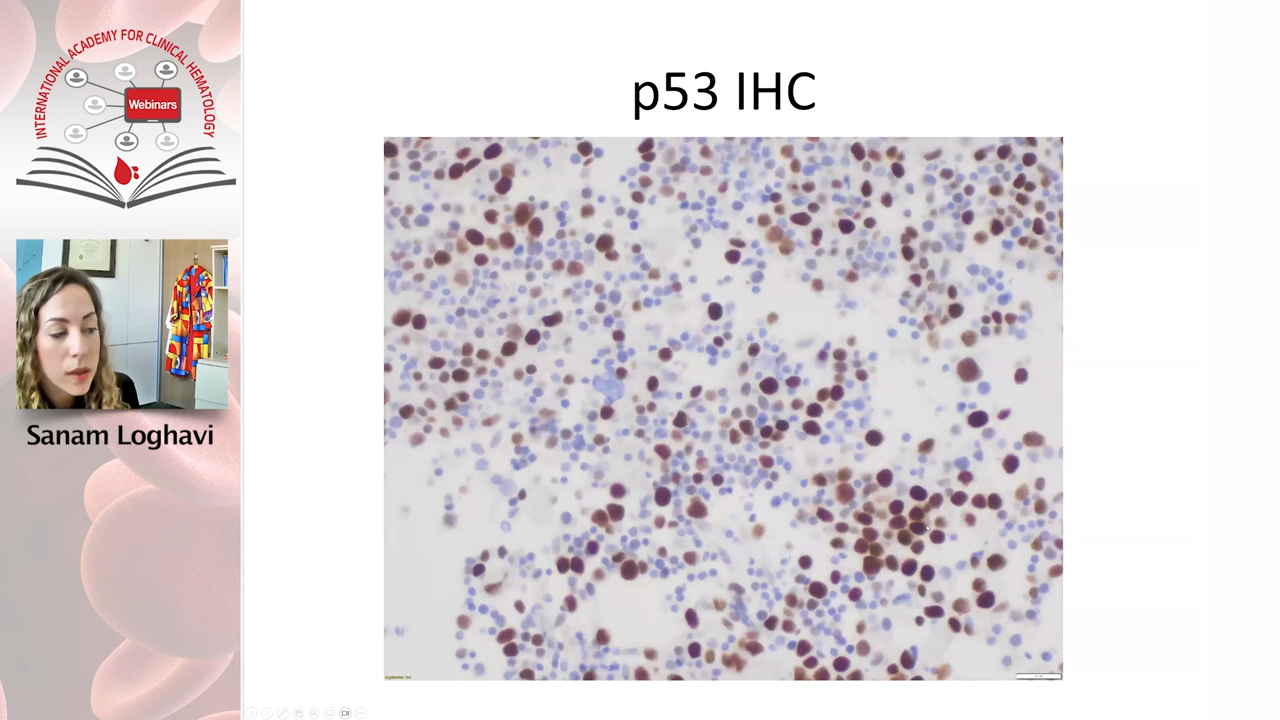 INTERNATIONAL ACADEMY FOR CLINICAL HEMATOLOGY
Webinars
p53 IHC
Sanam Loghavi